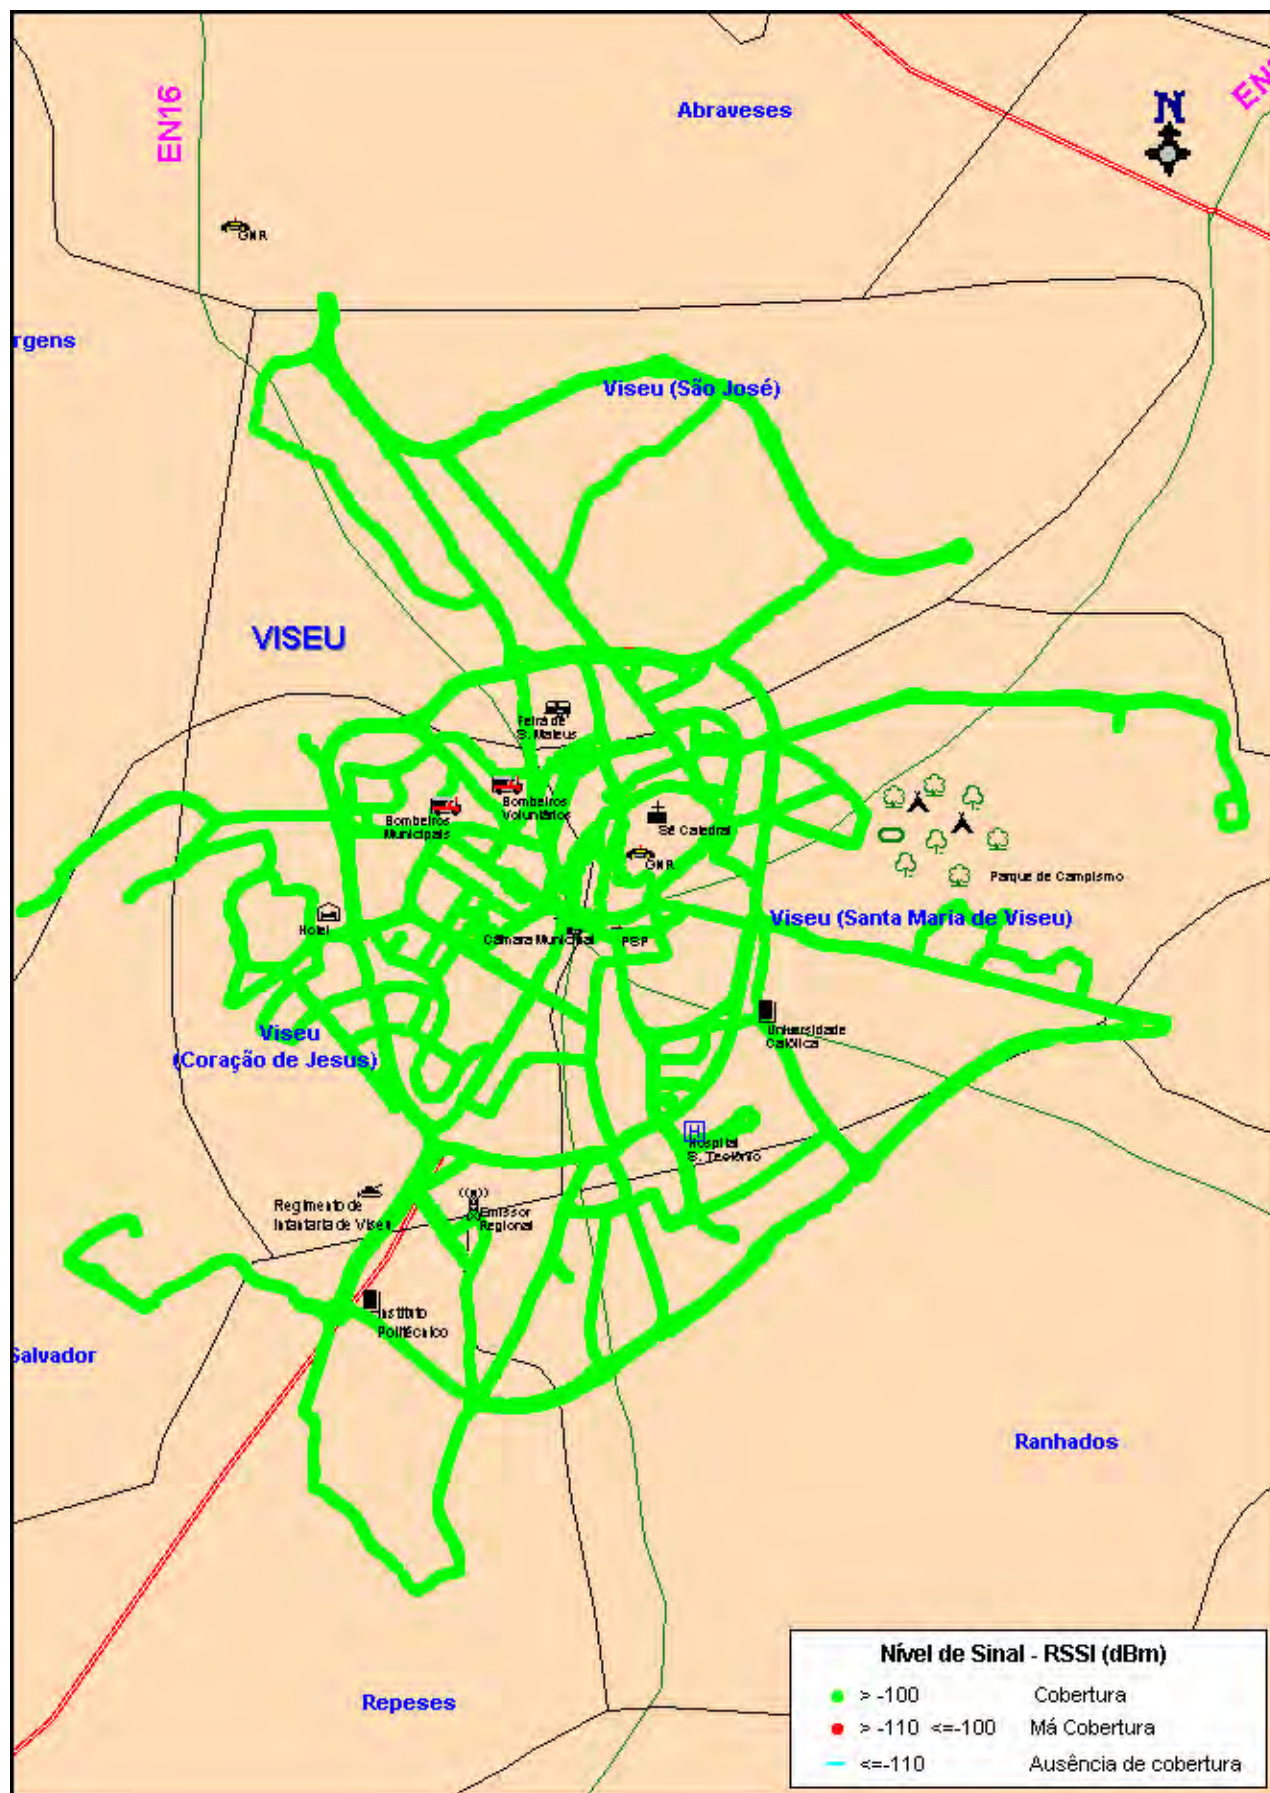 EN16
Abraveses
N
GNR
rgens
Viseu (São José)
VISEU
Feira de
S. Mateus
Bombeiros
Voluntários
Bombeiros
Municipais
Sé Catedral
GNR
Parque de Campismo
Hotel
Câmara Municipal
PSP
Viseu (Santa Maria de Viseu)
Universidade
Católica
Viseu
(Coração de Jesus)
H
Hospital
S. Teotónio
Regimento de
Infantaria de Viseu
Emissor
Regional
Instituto
Politécnico
Salvador
Ranhados
Repeses
Nível de Sinal - RSSI (dBm)
> -100 Cobertura
> -110 <=-100 Má Cobertura
<=-110 Ausência de cobertura